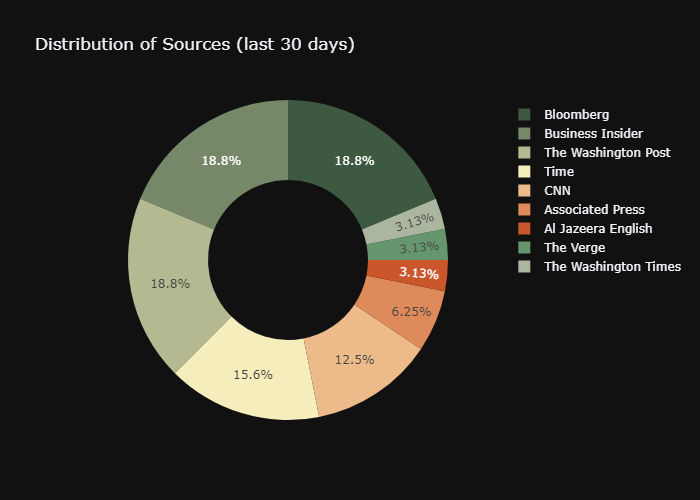 Distribution of Sources (last 30 days)
Bloomberg
Business Insider
The Washington Post
Time
CNN
Associated Press
Al Jazeera English
The Verge
The Washington Times
18.8%
18.8%
18.8%
15.6%
12.5%
6.25%
3.13%
3.13%
3.13%